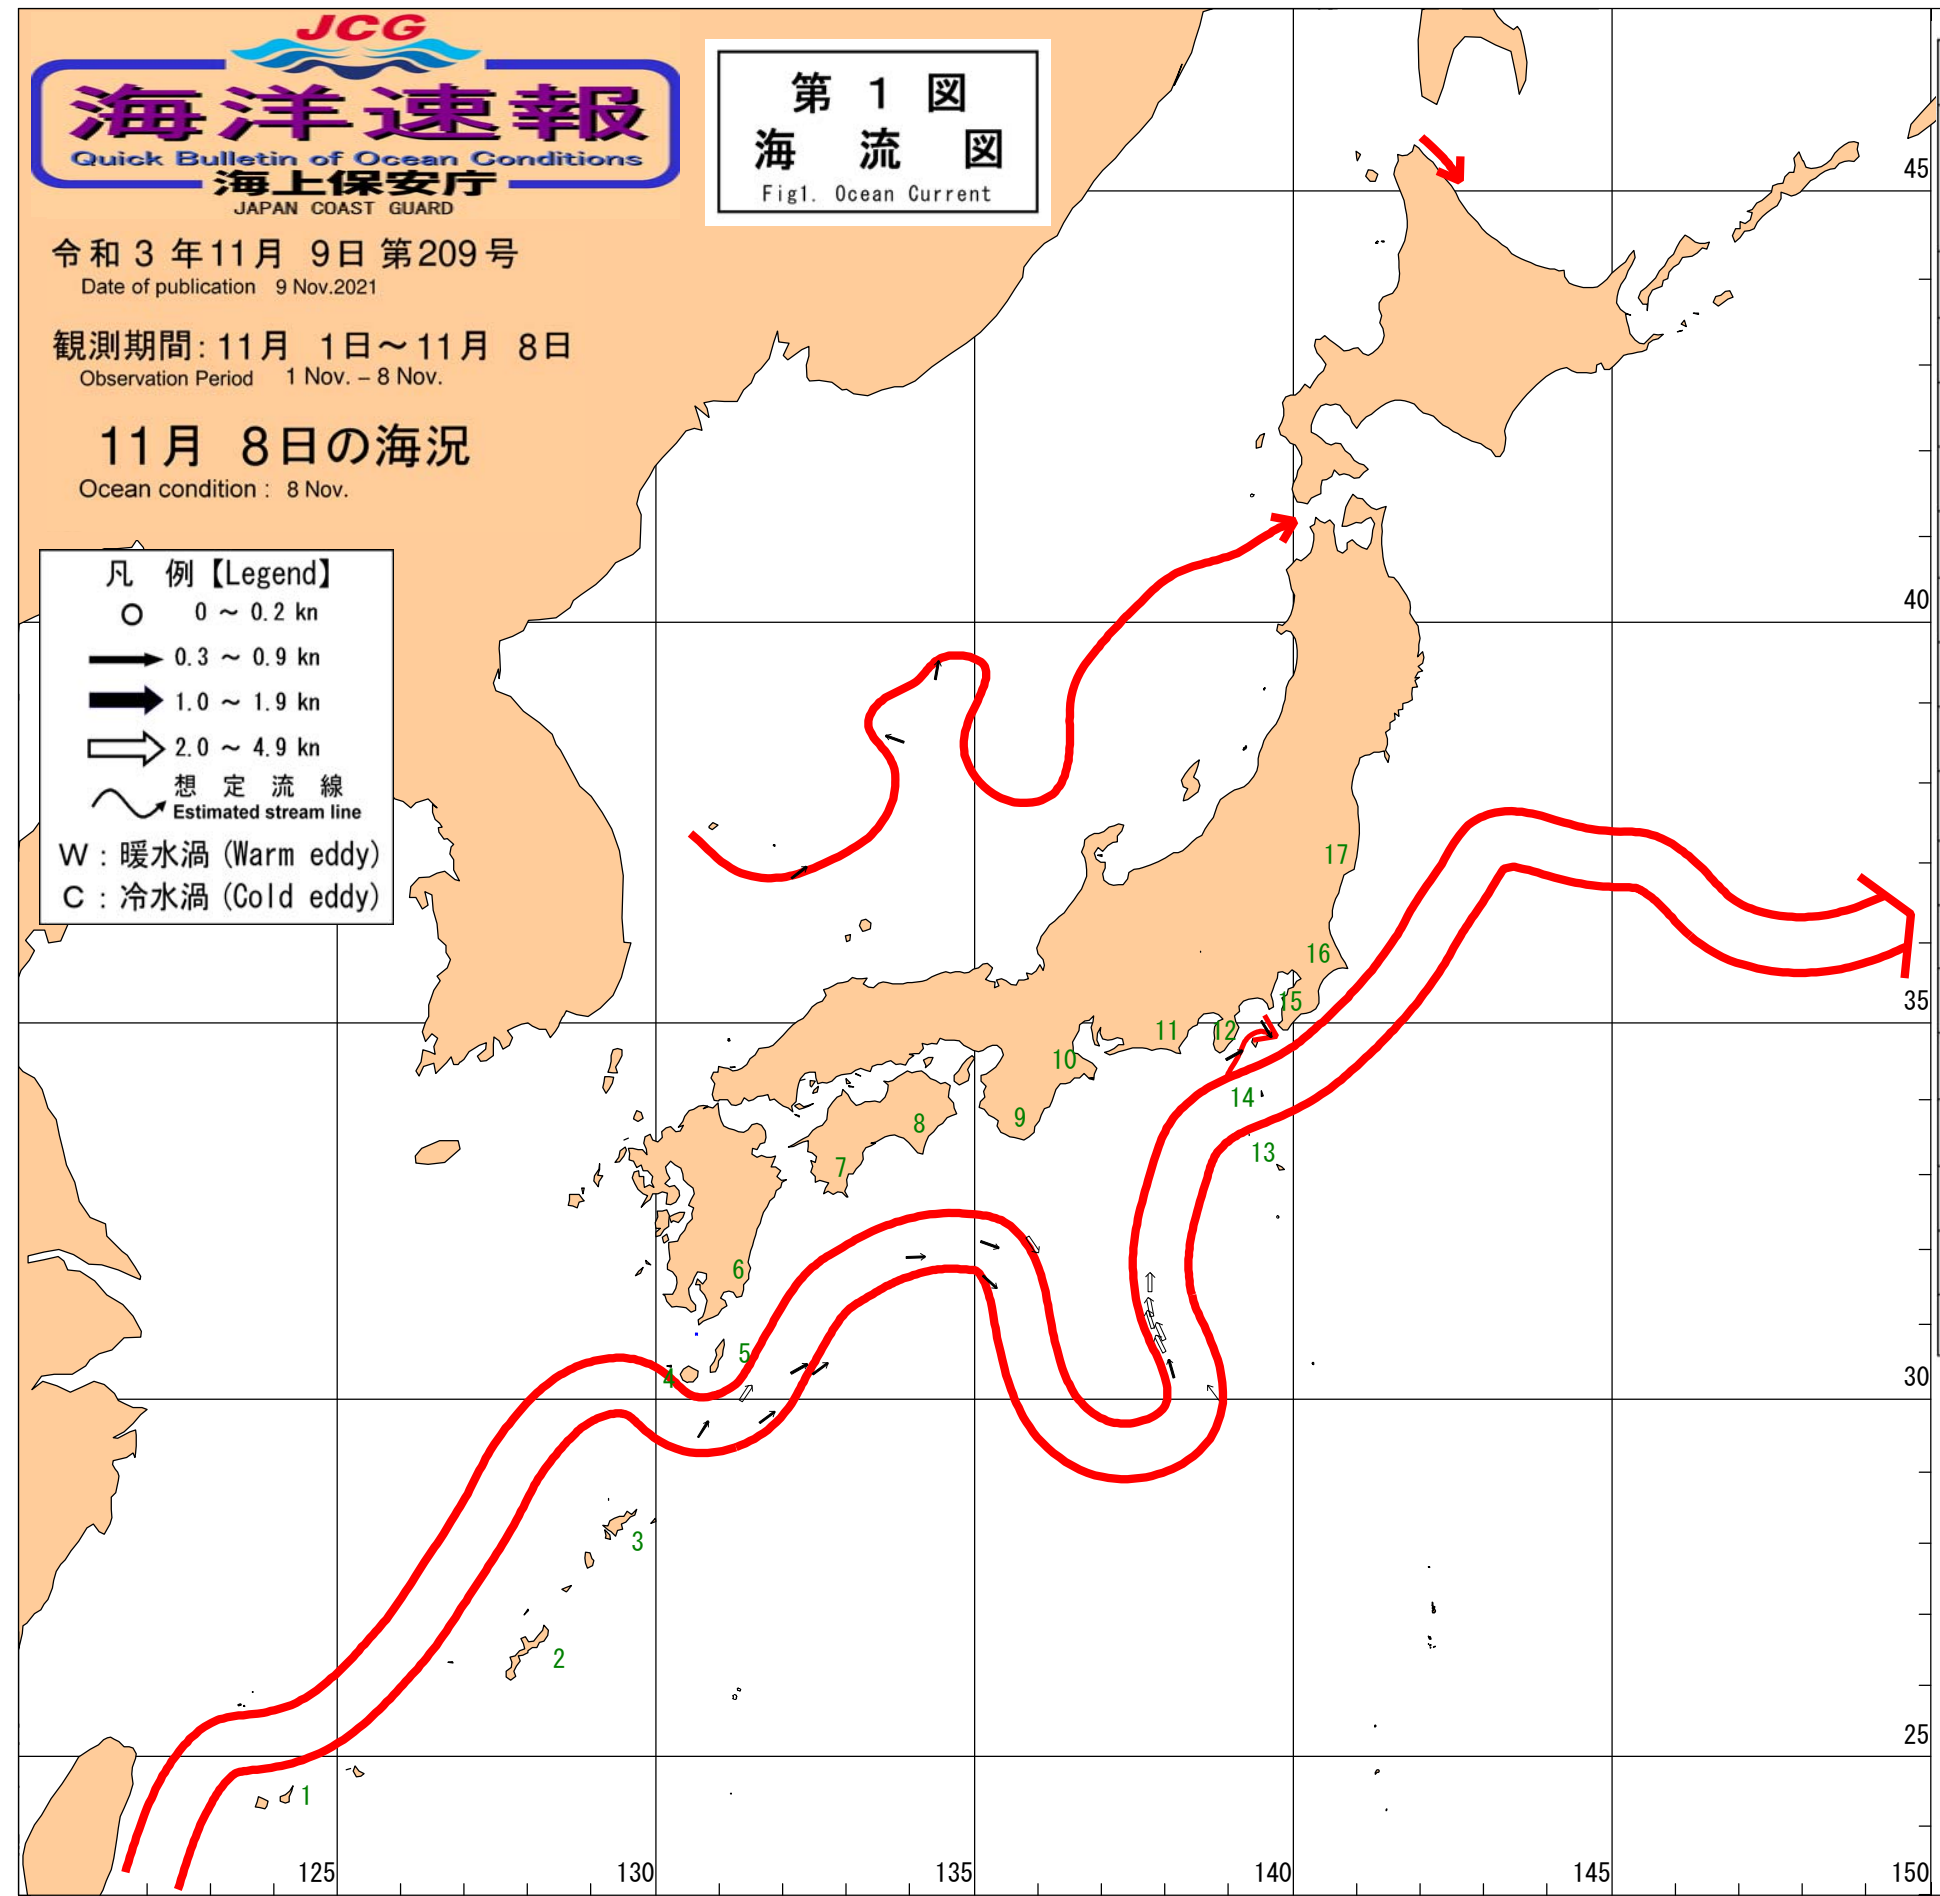 JCG
海洋速報
Quick Bulletin of Ocean Conditions
海上保安庁
JAPAN COAST GUARD
第 1 図
海 流 図
Fig1. Ocean Current
令和 3 年11月 9日 第209号
Date of publication 9 Nov.2021
観測期間: 11月 1日～11月 8日
Observation Period 1 Nov. – 8 Nov.
11月 8日の海況
Ocean condition : 8 Nov.
凡 例【Legend】
0 ～ 0.2 kn
0.3 ～ 0.9 kn
1.0 ～ 1.9 kn
2.0 ～ 4.9 kn
想 定 流 線
Estimated stream line
W : 暖水渦 (Warm eddy)
C : 冷水渦 (Cold eddy)
45
40
17
16
35
15
12
11
10
14
9
8
13
7
6
5
4
30
3
2
25
1
125
130
135
140
145
150